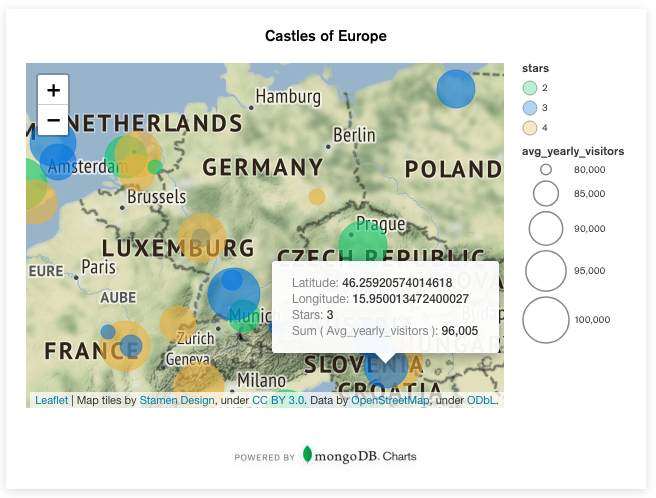 Castles of Europe
+
−
Hamburg
NETHERLANDS
Berlin
Amsterdam
GERMANY
POLAND
Brussels
Prague
LUXEMBURG
CZECH REPUBLIC
EURE
Paris
AUBE
Munich
Zurich
FRANCE
Geneva
Milano
SLOVENIA
CROATIA
Latitude: 46.25920574014618
Longitude: 15.950013472400027
Stars: 3
Sum ( Avg_yearly_visitors ): 96,005
Leaflet | Map tiles by Stamen Design, under CC BY 3.0. Data by OpenStreetMap, under ODbL.
stars
2
3
4
avg_yearly_visitors
80,000
85,000
90,000
95,000
100,000
POWERED BY mongoDB. Charts